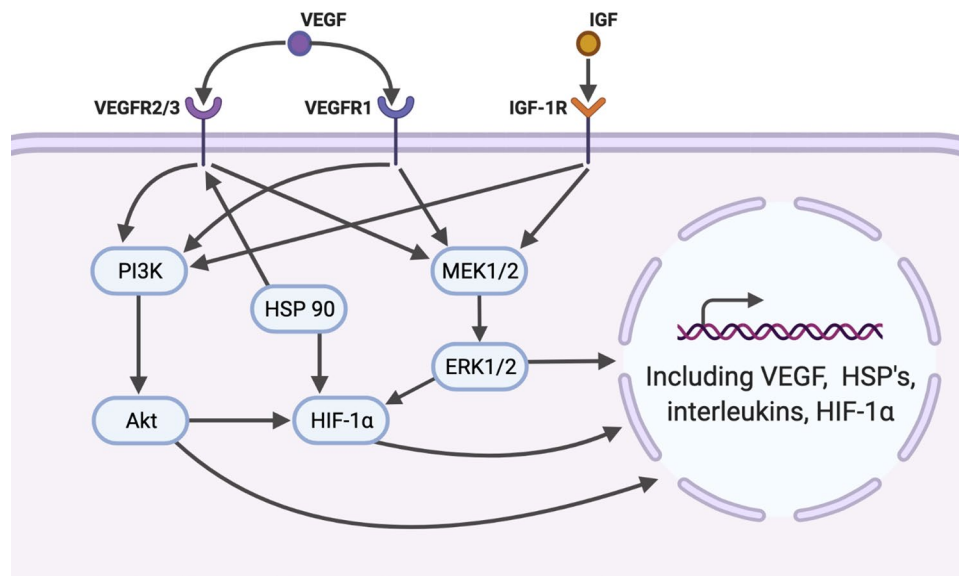 VEGF
IGF
VEGFR2/3
VEGFR1
IGF-1R
PI3K
MEK1/2
HSP 90
ERK1/2
Akt
HIF-1α
Including VEGF, HSP's,
interleukins, HIF-1α